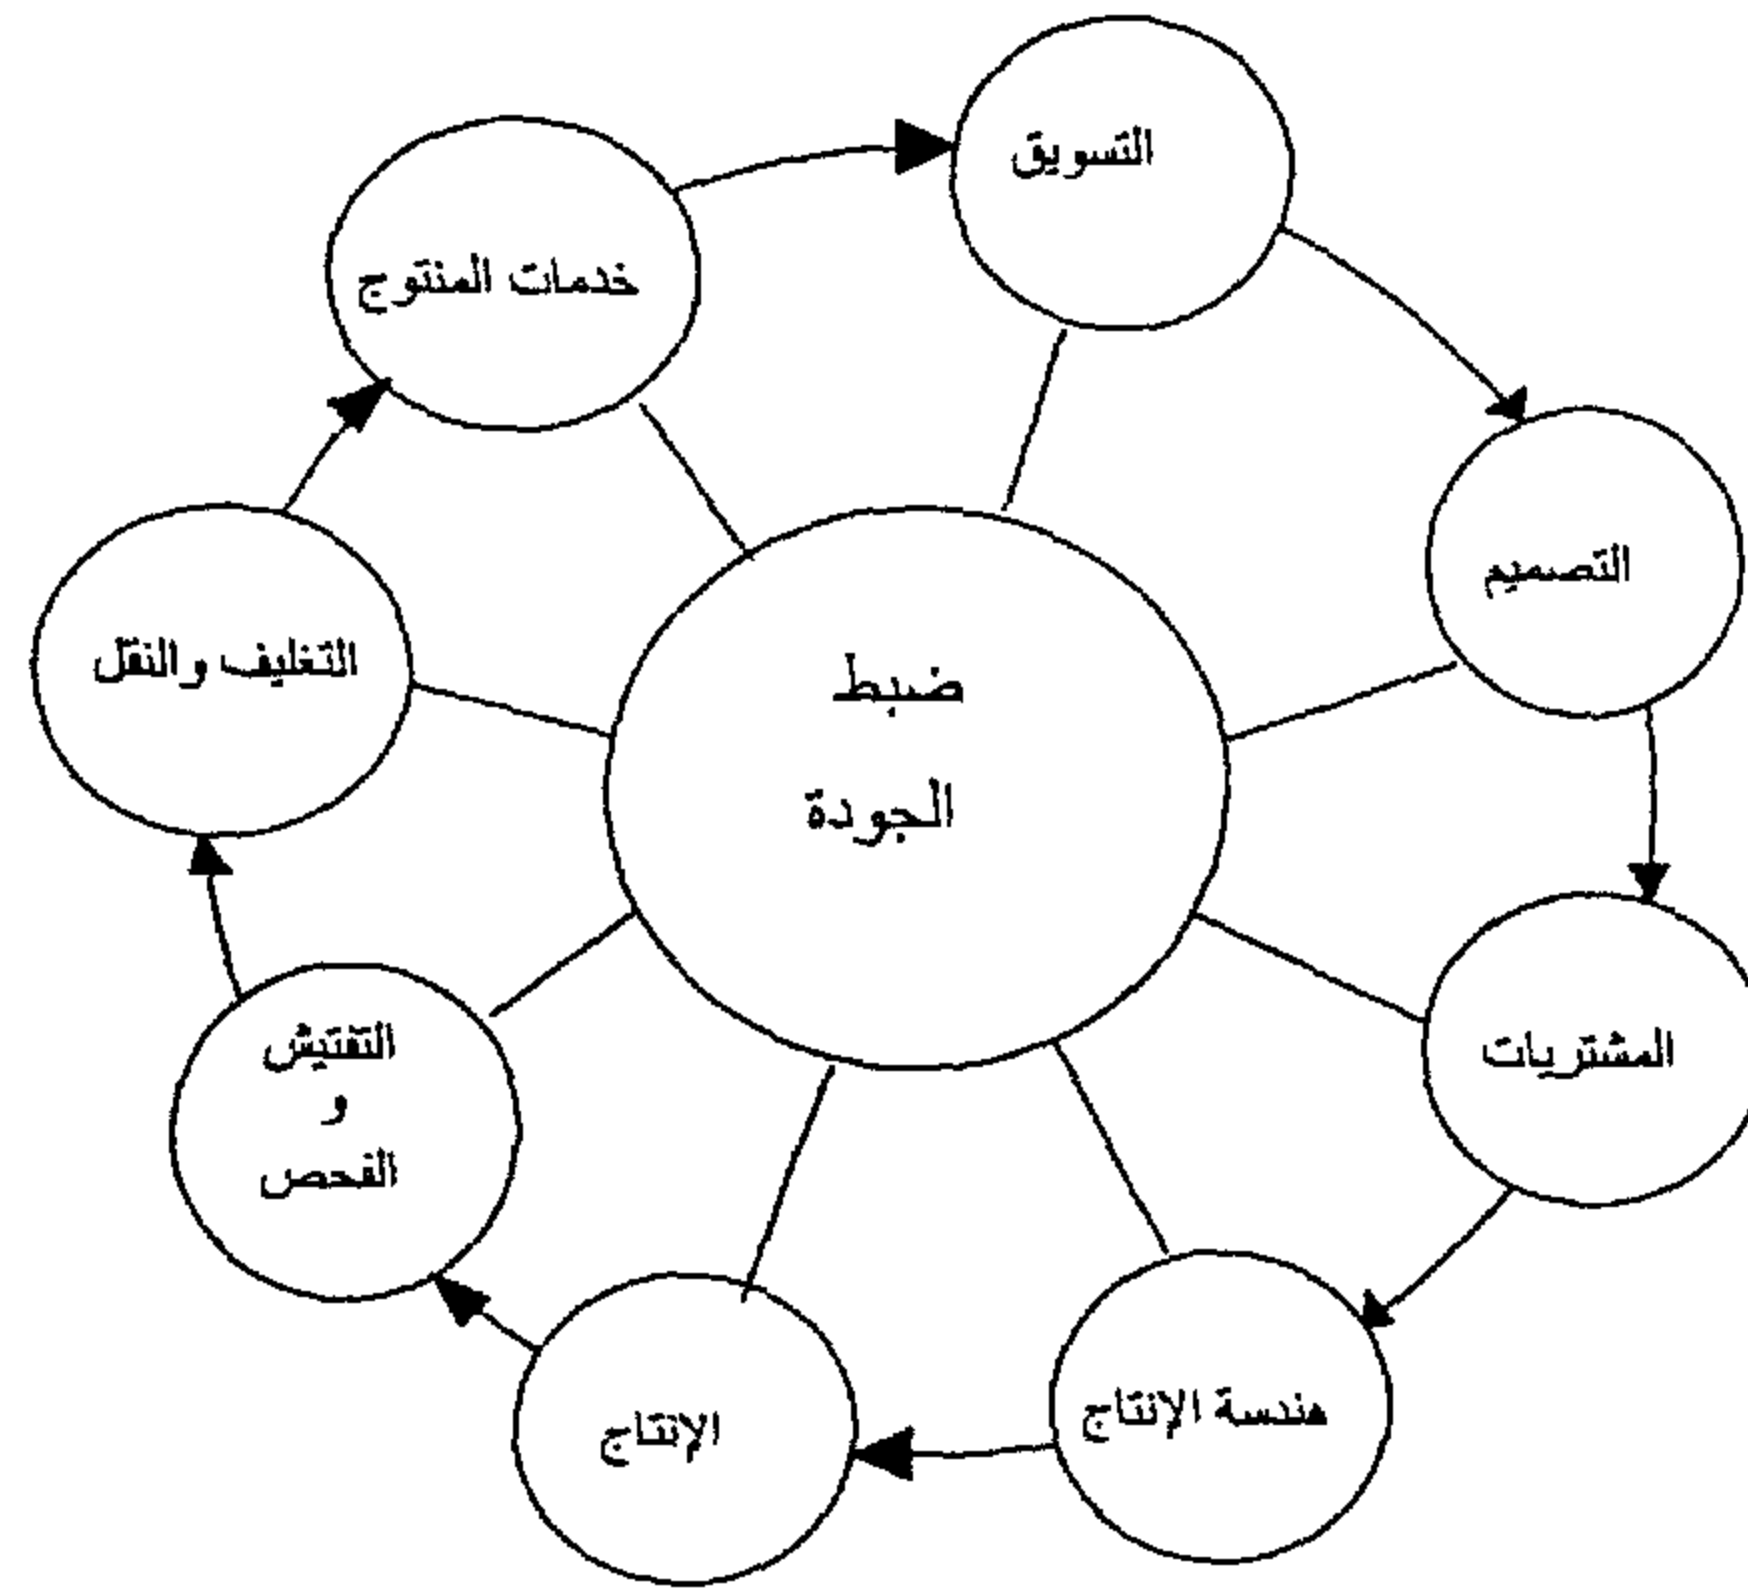 التسويق
خدمات المنتوج
التصميم
التغليف والنقل
ضبط
الجودة
المشتريات
التفتيش
و
الفحص
هندسة الإنتاج
الإنتاج